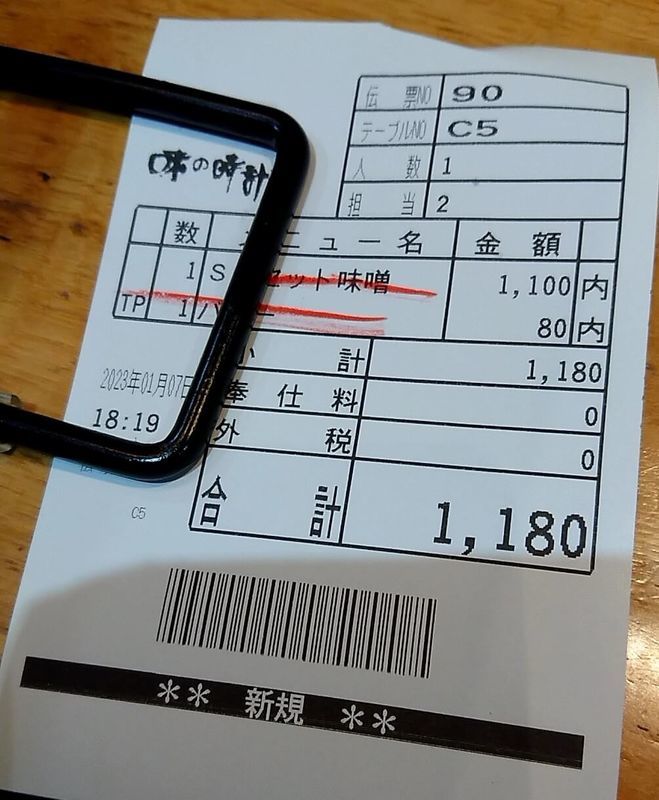 伝票NO 90
テーブルNO C5
人数 1
担当 2
味の時計
数 メニュー名 金額
1 S セット味噌 1,100 内
TP 1 バター 80 内
小計 1,180
2023年01月07日 奉仕料 0
18:19 外税 0
C5
合計 1,180
** 新規 **